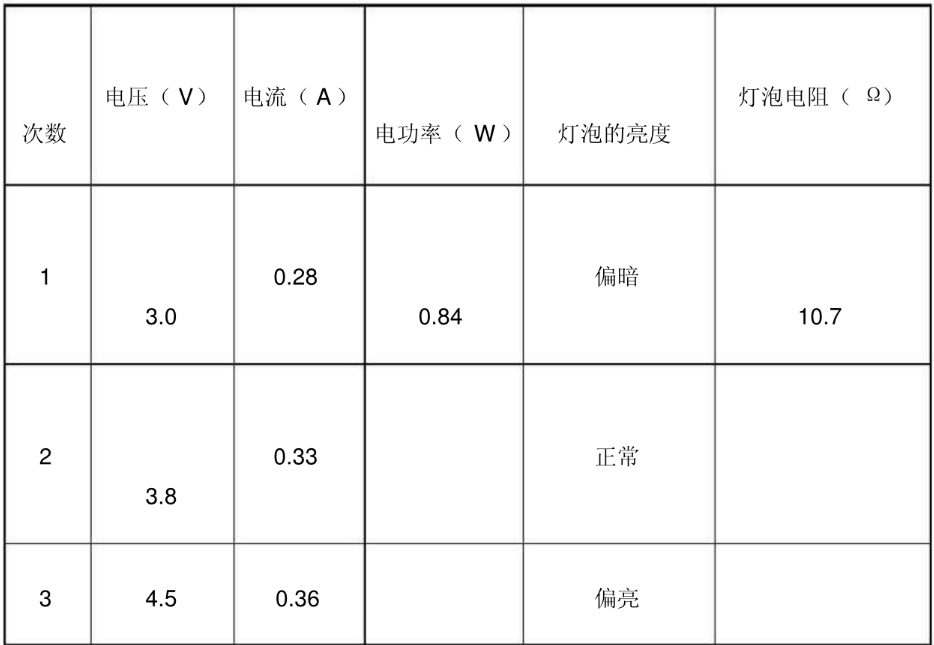 次数 电压（ V） 电流（ A ） 电功率（ W ） 灯泡的亮度 灯泡电阻（ Ω）
1 3.0 0.28 0.84 偏暗 10.7
2 3.8 0.33 正常
3 4.5 0.36 偏亮